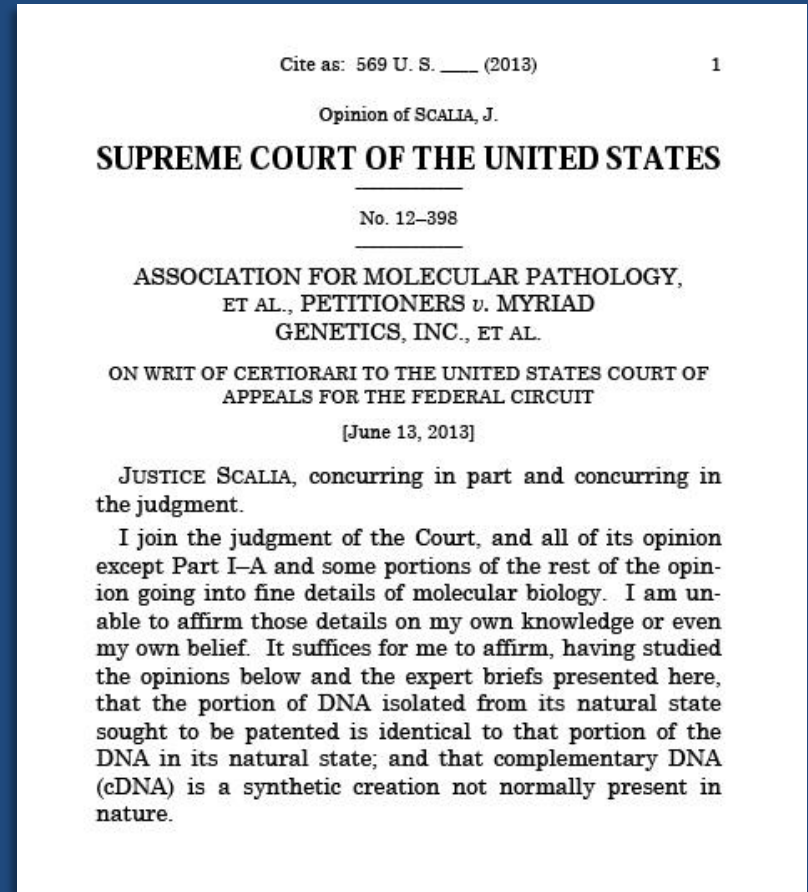 Cite as: 569 U. S. ____ (2013) 1
Opinion of SCALIA, J.
SUPREME COURT OF THE UNITED STATES
No. 12–398
ASSOCIATION FOR MOLECULAR PATHOLOGY,
ET AL., PETITIONERS v. MYRIAD
GENETICS, INC., ET AL.
ON WRIT OF CERTIORARI TO THE UNITED STATES COURT OF
APPEALS FOR THE FEDERAL CIRCUIT
[June 13, 2013]
JUSTICE SCALIA, concurring in part and concurring in
the judgment.
I join the judgment of the Court, and all of its opinion
except Part I–A and some portions of the rest of the opin-
ion going into fine details of molecular biology. I am un-
able to affirm those details on my own knowledge or even
my own belief. It suffices for me to affirm, having studied
the opinions below and the expert briefs presented here,
that the portion of DNA isolated from its natural state
sought to be patented is identical to that portion of the
DNA in its natural state; and that complementary DNA
(cDNA) is a synthetic creation not normally present in
nature.